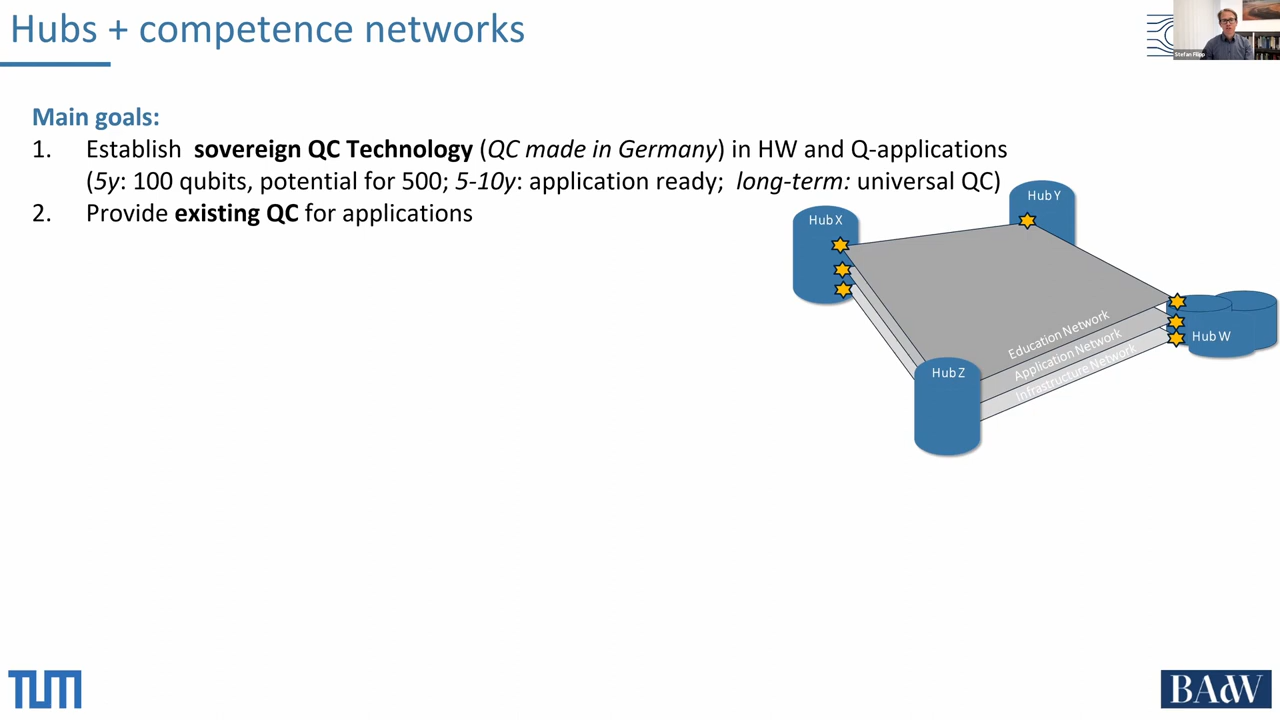 Hubs + competence networks
Stefan Filipp
Main goals:
1. Establish sovereign QC Technology (QC made in Germany) in HW and Q-applications
(5y: 100 qubits, potential for 500; 5-10y: application ready; long-term: universal QC)
2. Provide existing QC for applications
Hub Y
Hub X
Education Network
Application Network
Infrastructure Network
Hub W
Hub Z
TUM
BAdW